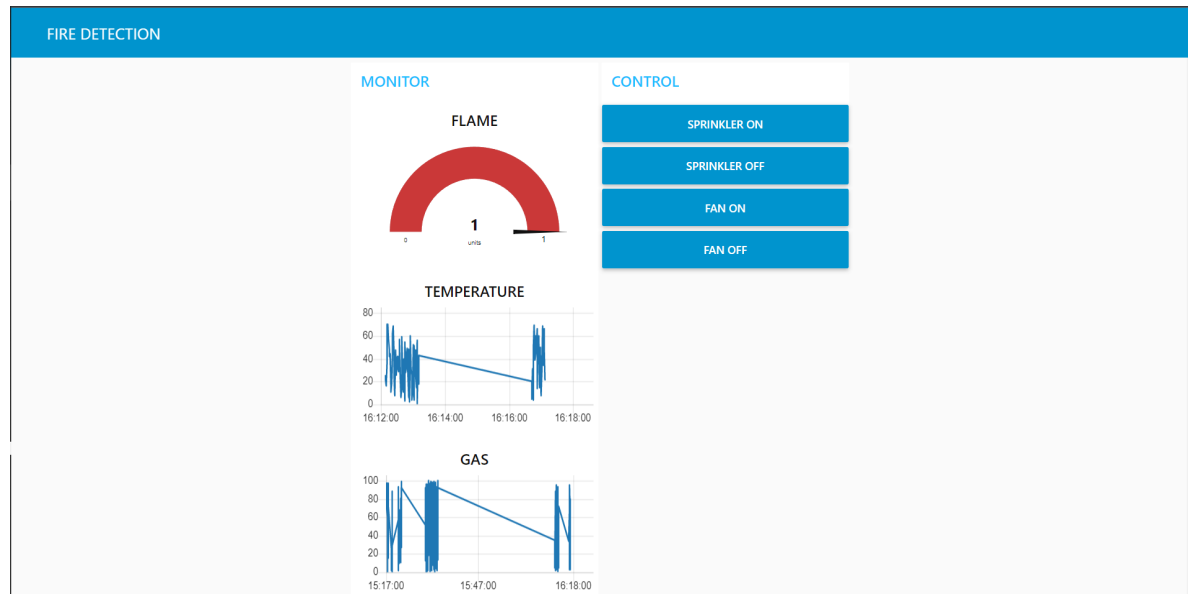 FIRE DETECTION
MONITOR
FLAME
1
0
units
1
TEMPERATURE
80
60
40
20
0
16:12:00 16:14:00 16:16:00 16:18:00
GAS
100
80
60
40
20
0
15:17:00 15:47:00 16:18:00
CONTROL
SPRINKLER ON
SPRINKLER OFF
FAN ON
FAN OFF